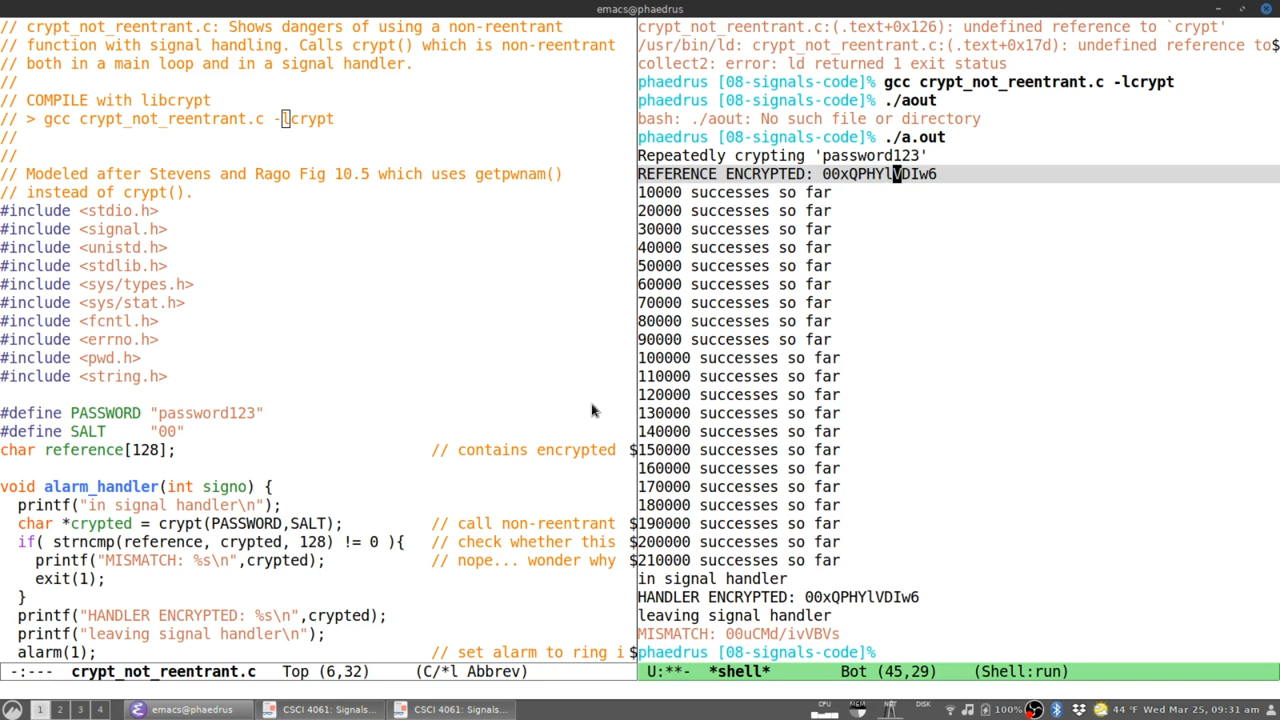 emacs@phaedrus
// crypt_not_reentrant.c: Shows dangers of using a non-reentrant
// function with signal handling. Calls crypt() which is non-reentrant
// both in a main loop and in a signal handler.
//
// COMPILE with libcrypt
// > gcc crypt_not_reentrant.c -lcrypt
//
//
// Modeled after Stevens and Rago Fig 10.5 which uses getpwnam()
// instead of crypt().
#include <stdio.h>
#include <signal.h>
#include <unistd.h>
#include <stdlib.h>
#include <sys/types.h>
#include <sys/stat.h>
#include <fcntl.h>
#include <errno.h>
#include <pwd.h>
#include <string.h>
#define PASSWORD "password123"
#define SALT "00"
char reference[128]; // contains encrypted $
void alarm_handler(int signo) {
printf("in signal handler\n");
char *crypted = crypt(PASSWORD,SALT); // call non-reentrant $
if( strncmp(reference, crypted, 128) != 0 ){ // check whether this $
printf("MISMATCH: %s\n",crypted); // nope... wonder why $
exit(1);
}
printf("HANDLER ENCRYPTED: %s\n",crypted);
printf("leaving signal handler\n");
alarm(1); // set alarm to ring i$
-:--- crypt_not_reentrant.c Top (6,32) (C/*l Abbrev)
crypt_not_reentrant.c:(.text+0x126): undefined reference to `crypt'
/usr/bin/ld: crypt_not_reentrant.c:(.text+0x17d): undefined reference to$
collect2: error: ld returned 1 exit status
phaedrus [08-signals-code]% gcc crypt_not_reentrant.c -lcrypt
phaedrus [08-signals-code]% ./aout
bash: ./aout: No such file or directory
phaedrus [08-signals-code]% ./a.out
Repeatedly crypting 'password123'
REFERENCE ENCRYPTED: 00xQPHYlVDIw6
10000 successes so far
20000 successes so far
30000 successes so far
40000 successes so far
50000 successes so far
60000 successes so far
70000 successes so far
80000 successes so far
90000 successes so far
100000 successes so far
110000 successes so far
120000 successes so far
130000 successes so far
140000 successes so far
150000 successes so far
160000 successes so far
170000 successes so far
180000 successes so far
190000 successes so far
200000 successes so far
210000 successes so far
in signal handler
HANDLER ENCRYPTED: 00xQPHYlVDIw6
leaving signal handler
MISMATCH: 00uCMd/ivVBVs
phaedrus [08-signals-code]%
U:**- *shell* Bot (45,29) (Shell:run)
1 2 3 4 emacs@phaedrus CSCI 4061: Signals... CSCI 4061: Signals... CPU MEM NET DISK 100% 44 °F Wed Mar 25, 09:31 am